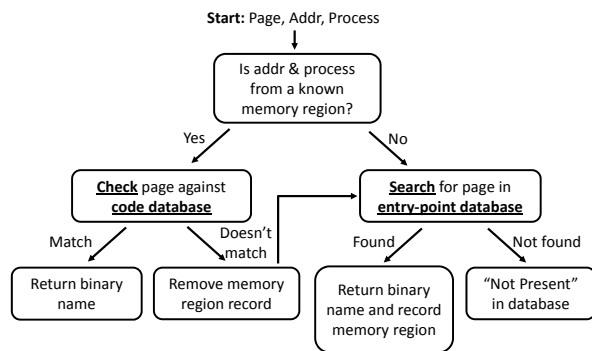 Start: Page, Addr, Process
Is addr & process
from a known
memory region?
Yes
No
Check page against
code database
Search for page in
entry-point database
Match
Doesn't
match
Found
Not found
Return binary
name
Remove memory
region record
Return binary
name and record
memory region
“Not Present”
in database